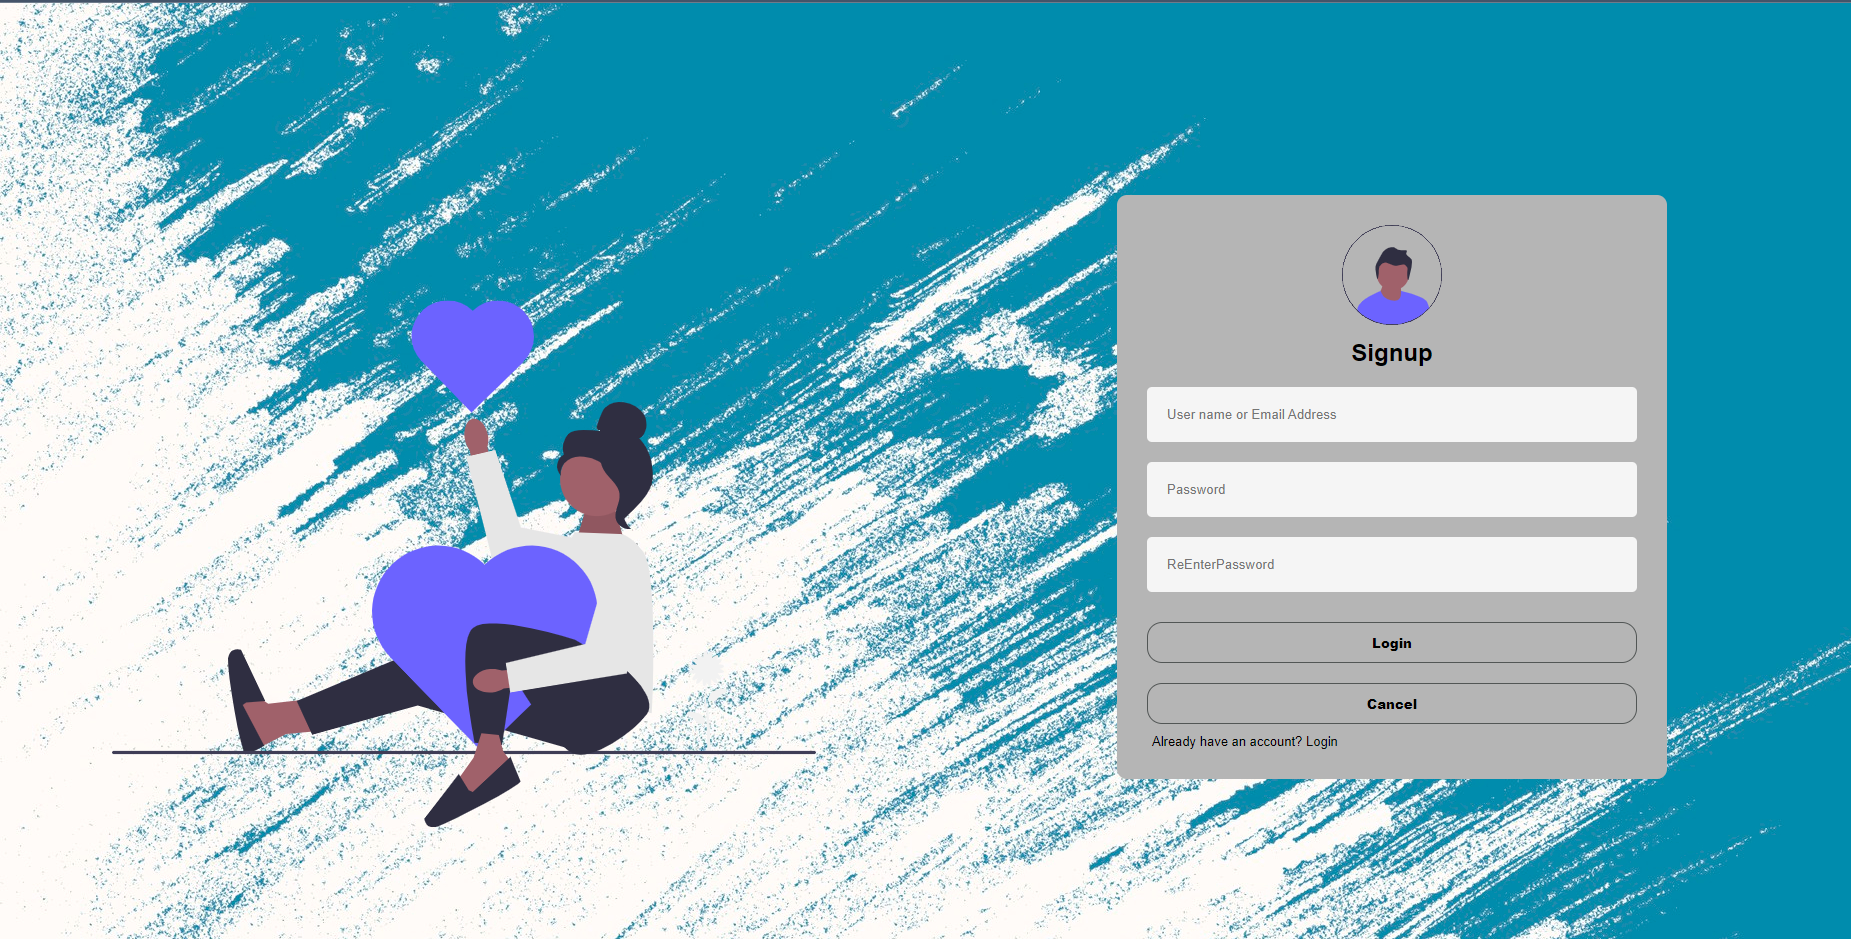 Signup
User name or Email Address
Password
ReEnterPassword
Login
Cancel
Already have an account? Login